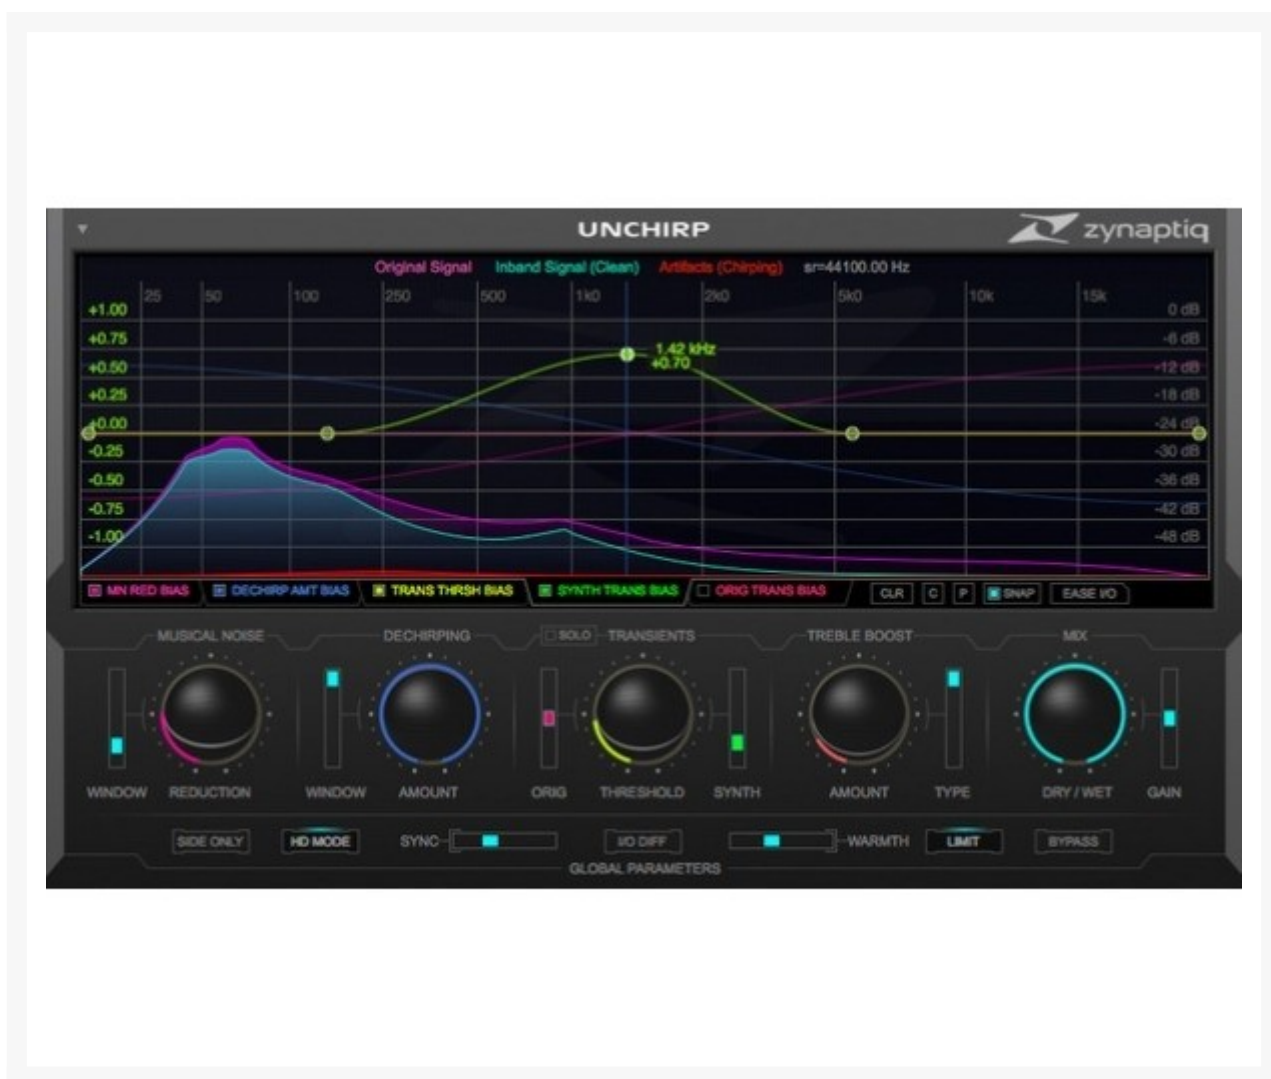 UNCHIRP
zynaptiq
Original Signal Inband Signal (Clean) Artifacts (Chirping) sr=44100.00 Hz
25 50 100 250 500 1k0 2k0 5k0 10k 15k
+1.00 0 dB
+0.75 -6 dB
1.42 kHz
+0.70
+0.50 -12 dB
+0.25 -18 dB
+0.00 -24 dB
-0.25 -30 dB
-0.50 -36 dB
-0.75 -42 dB
-1.00 -48 dB
MN RED BIAS DECHIRP AMT BIAS TRANS THRSH BIAS SYNTH TRANS BIAS ORIG TRANS BIAS CLR C P SNAP EASE I/O
MUSICAL NOISE DECHIRPING SOLO TRANSIENTS TREBLE BOOST MIX
WINDOW REDUCTION WINDOW AMOUNT ORIG THRESHOLD SYNTH AMOUNT TYPE DRY / WET GAIN
SIDE ONLY HD MODE SYNC I/O DIFF WARMTH LIMIT BYPASS
GLOBAL PARAMETERS